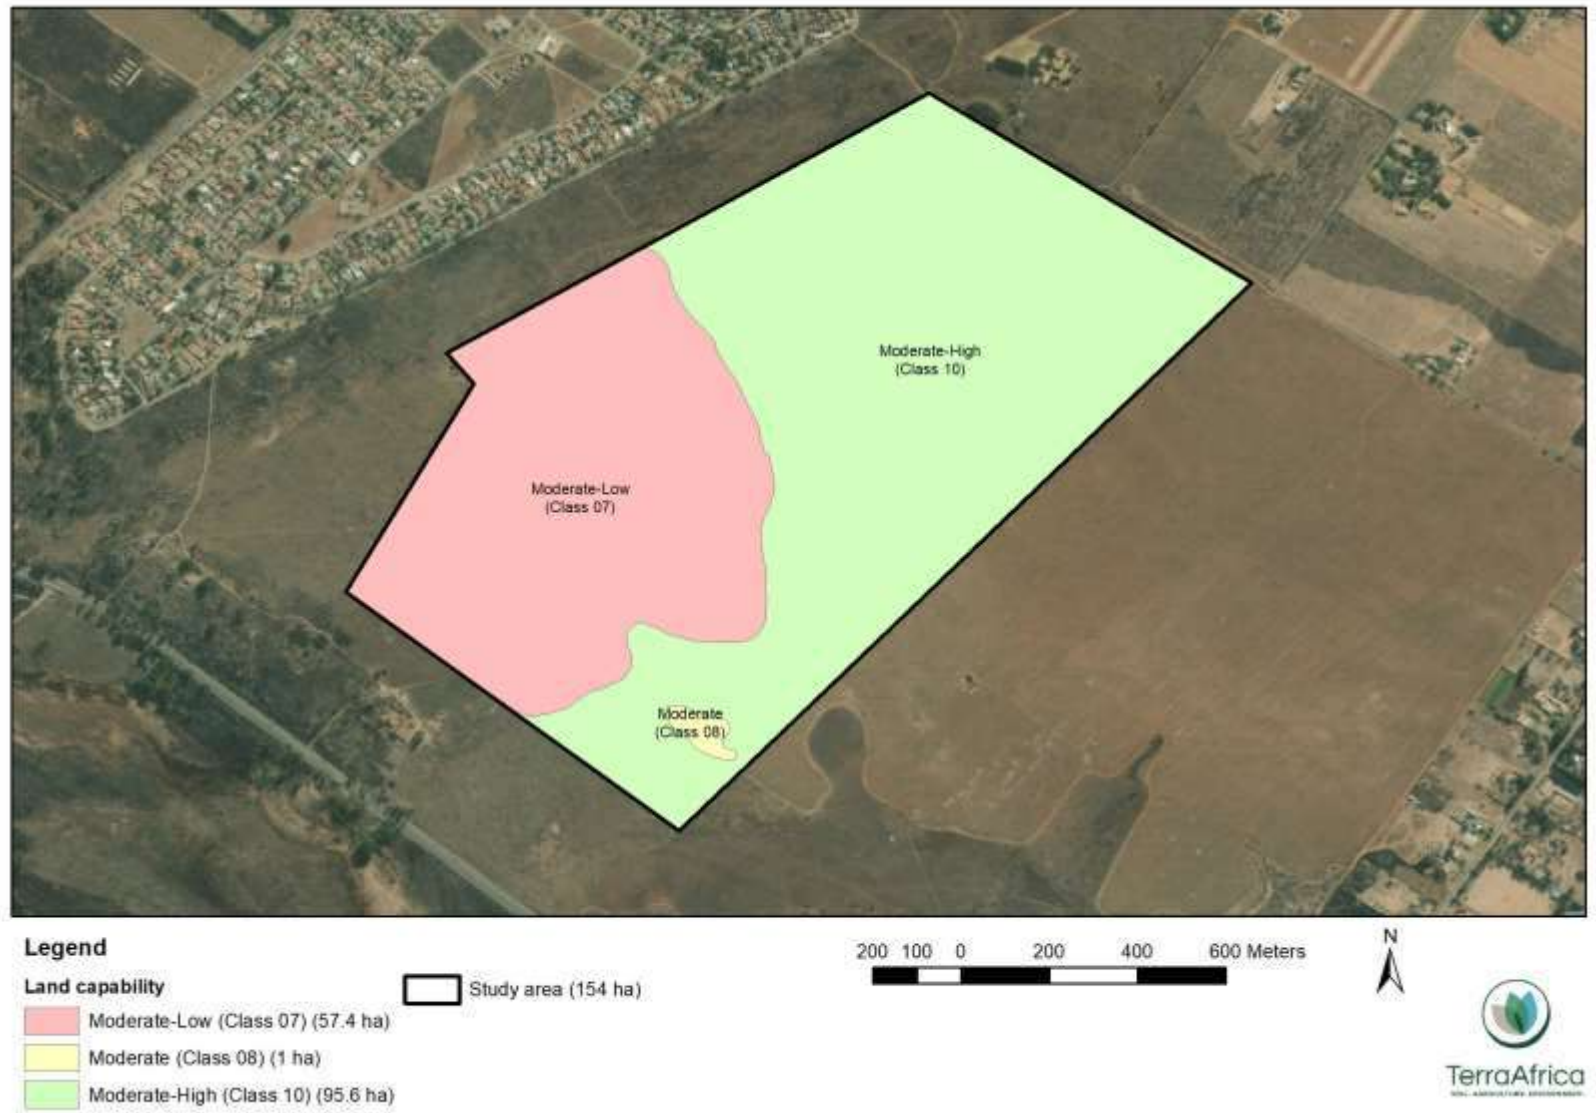 Moderate-High
(Class 10)
Moderate-Low
(Class 07)
Moderate
(Class 08)
Legend
Land capability
Moderate-Low (Class 07) (57.4 ha)
Moderate (Class 08) (1 ha)
Moderate-High (Class 10) (95.6 ha)
Study area (154 ha)
200 100 0 200 400 600 Meters
N
TerraAfrica